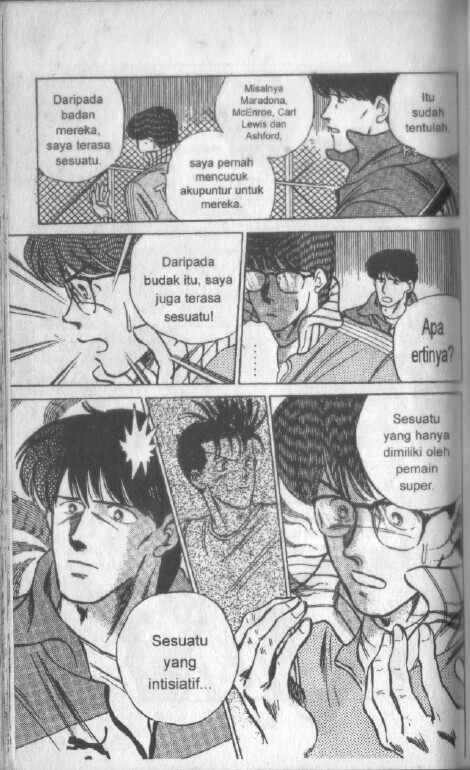 Itu
sudah
tentulah.
Misalnya
Maradona,
McEnroe, Carl
Lewis dan
Ashford,
saya pernah
mencucuk
akupuntur untuk
mereka.
Daripada
badan
mereka,
saya terasa
sesuatu.
Apa
ertinya?
......
Daripada
budak itu, saya
juga terasa
sesuatu!
Sesuatu
yang hanya
dimiliki oleh
pemain
super.
Sesuatu
yang
intisiatif...